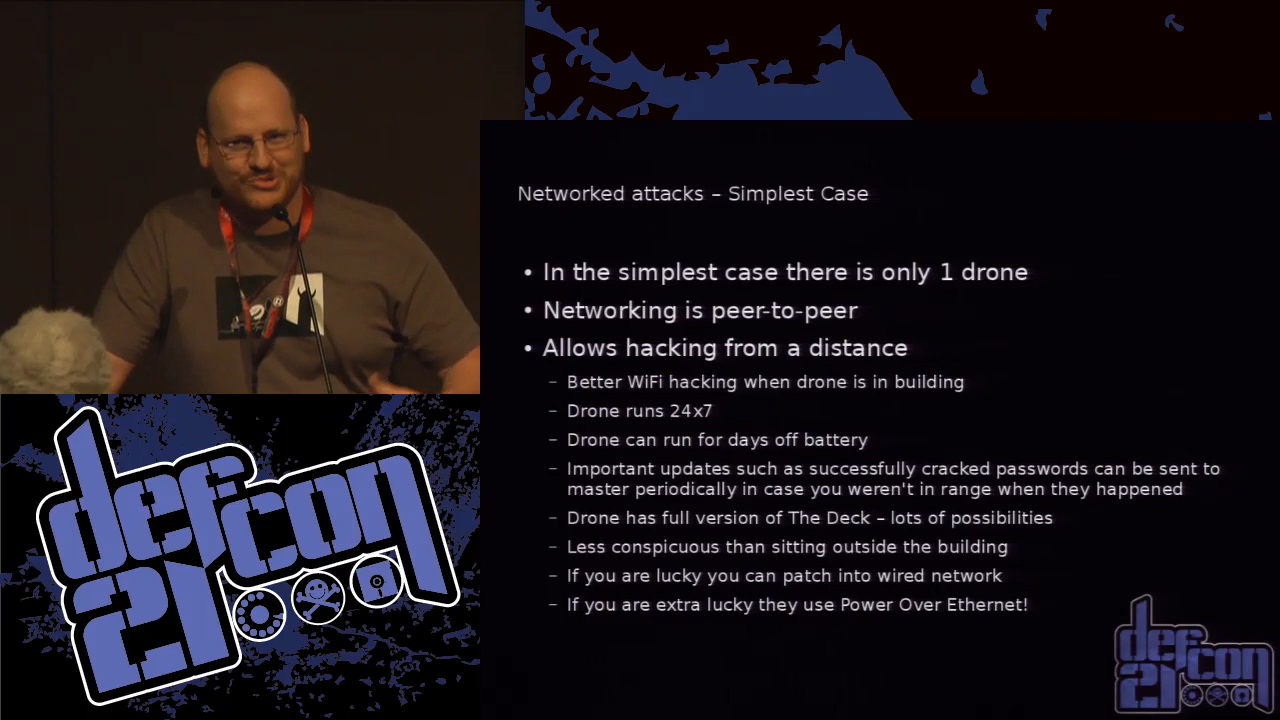 Networked attacks – Simplest Case
• In the simplest case there is only 1 drone
• Networking is peer-to-peer
• Allows hacking from a distance
– Better WiFi hacking when drone is in building
– Drone runs 24x7
– Drone can run for days off battery
– Important updates such as successfully cracked passwords can be sent to
master periodically in case you weren't in range when they happened
– Drone has full version of The Deck – lots of possibilities
– Less conspicuous than sitting outside the building
– If you are lucky you can patch into wired network
– If you are extra lucky they use Power Over Ethernet!
defcon
21
defcon
21